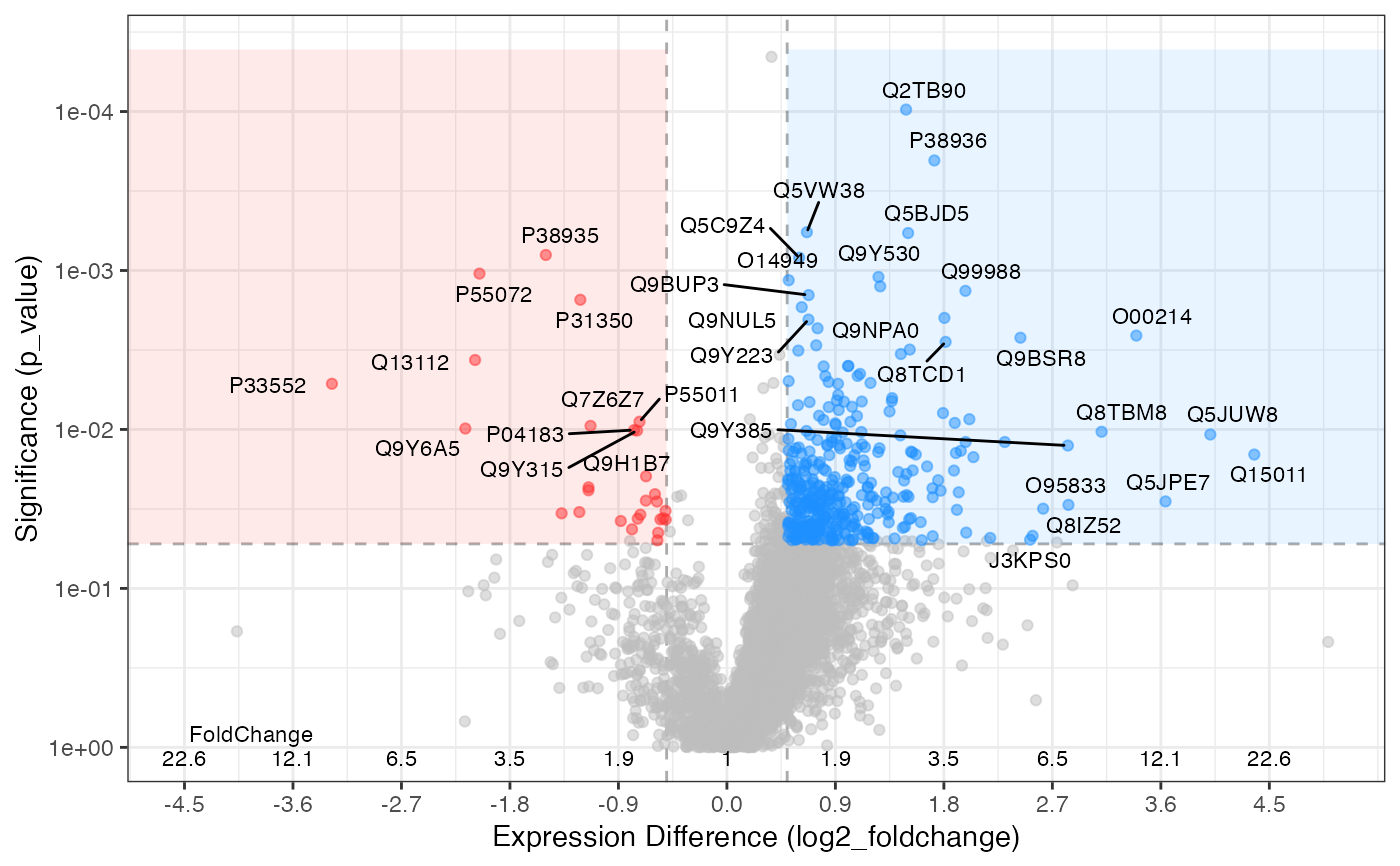 Q2TB90
1e-04
P38936
Q5VW38
Q5C9Z4
Q5BJD5
P38935
O14949
Q9Y530
1e-03
Q99988
P55072
Q9BUP3
P31350
Q9NUL5
Q9NPA0
O00214
Q13112
Q9Y223
Q9BSR8
P33552
Q8TCD1
Q7Z6Z7
P55011
Q8TBM8
Q5JUW8
1e-02
P04183
Q9Y385
Q9Y6A5
Q9Y315
Q9H1B7
Q15011
O95833
Q5JPE7
Q8IZ52
J3KPS0
1e-01
FoldChange
1e+00
22.6 12.1 6.5 3.5 1.9 1 1.9 3.5 6.5 12.1 22.6
-4.5 -3.6 -2.7 -1.8 -0.9 0.0 0.9 1.8 2.7 3.6 4.5
Expression Difference (log2_foldchange)
Significance (p_value)